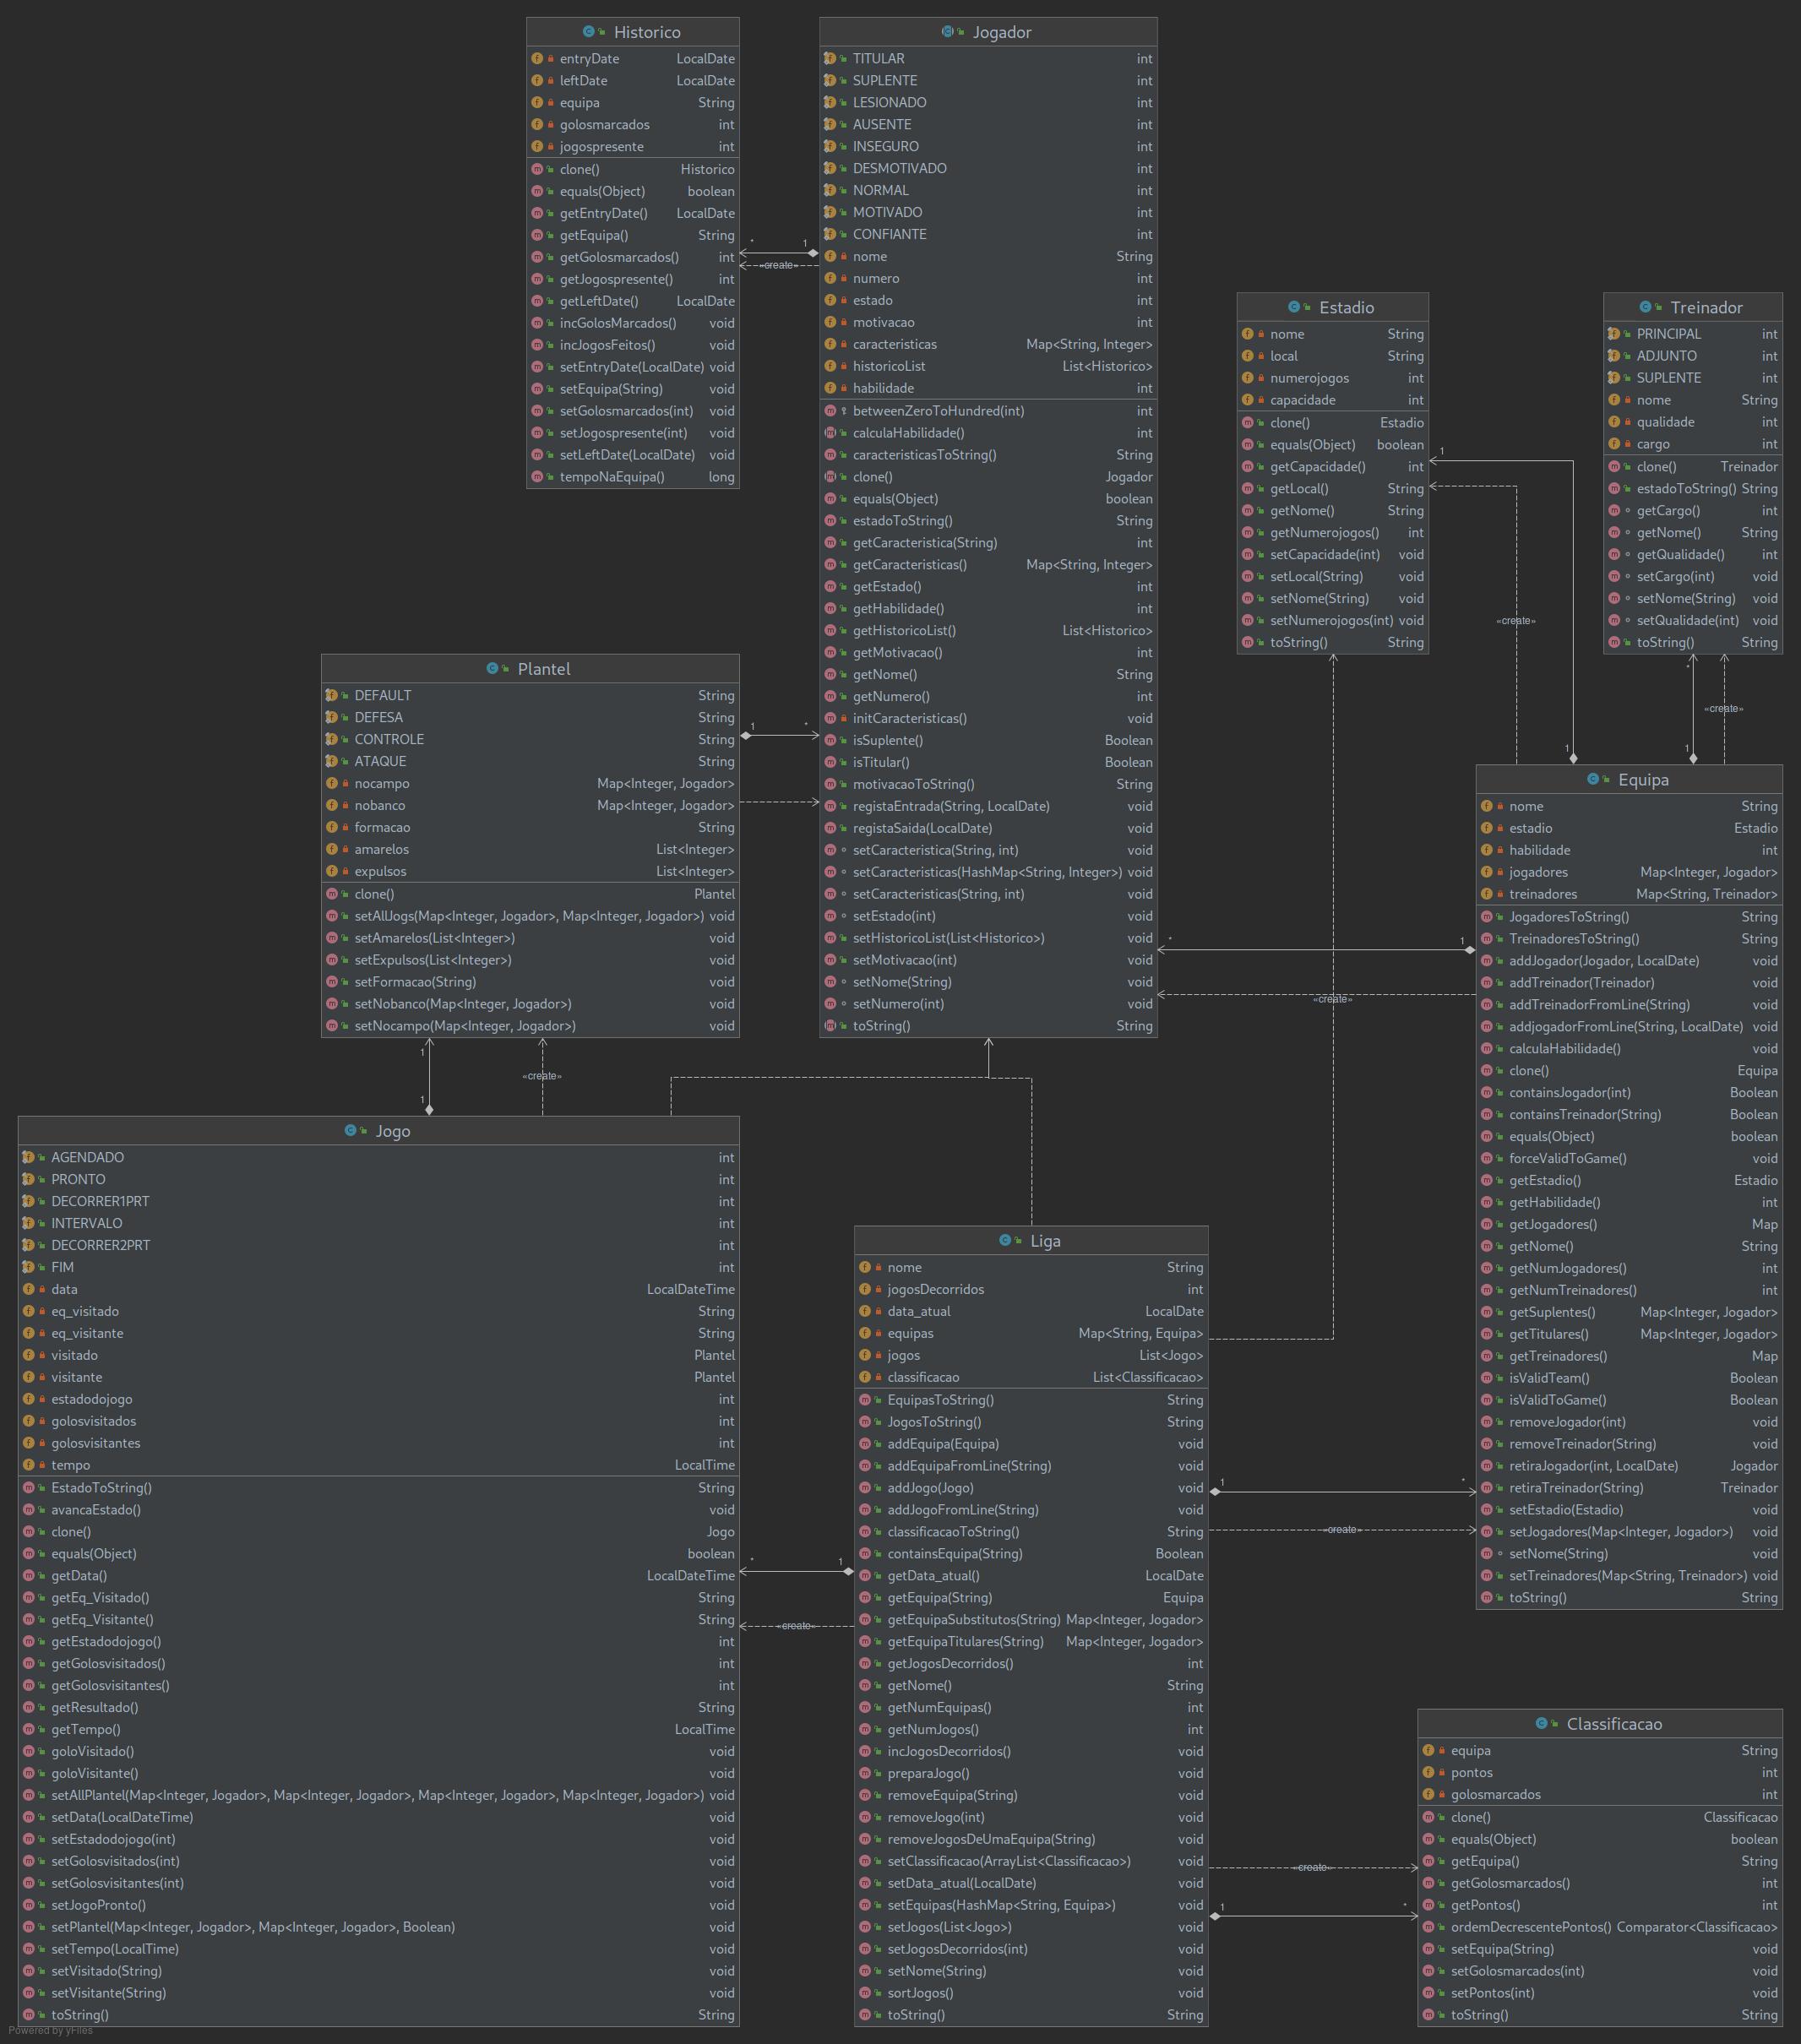 Historico
entryDate LocalDate
leftDate LocalDate
equipa String
golosmarcados int
jogospresente int
clone() Historico
equals(Object) boolean
getEntryDate() LocalDate
getEquipa() String
getGolosmarcados() int
getJogospresente() int
getLeftDate() LocalDate
incGolosMarcados() void
incJogosFeitos() void
setEntryDate(LocalDate) void
setEquipa(String) void
setGolosmarcados(int) void
setJogospresente(int) void
setLeftDate(LocalDate) void
tempoNaEquipa() long
Jogador
TITULAR int
SUPLENTE int
LESIONADO int
AUSENTE int
INSEGURO int
DESMOTIVADO int
NORMAL int
MOTIVADO int
CONFIANTE int
nome String
numero int
estado int
motivacao int
caracteristicas Map<String, Integer>
historicoList List<Historico>
habilidade int
betweenZeroToHundred(int) int
calculaHabilidade() int
caracteristicasToString() String
clone() Jogador
equals(Object) boolean
estadoToString() String
getCaracteristica(String) int
getCaracteristicas() Map<String, Integer>
getEstado() int
getHabilidade() int
getHistoricoList() List<Historico>
getMotivacao() int
getNome() String
getNumero() int
initCaracteristicas() void
isSuplente() Boolean
isTitular() Boolean
motivacaoToString() String
registaEntrada(String, LocalDate) void
registaSaida(LocalDate) void
setCaracteristica(String, int) void
setCaracteristicas(HashMap<String, Integer>) void
setCaracteristicas(String, int) void
setEstado(int) void
setHistoricoList(List<Historico>) void
setMotivacao(int) void
setNome(String) void
setNumero(int) void
toString() String
* 1
«create»
Estadio
nome String
local String
numerojogos int
capacidade int
clone() Estadio
equals(Object) boolean
getCapacidade() int
getLocal() String
getNome() String
getNumerojogos() int
setCapacidade(int) void
setLocal(String) void
setNome(String) void
setNumerojogos(int) void
toString() String
1
«create»
1
Treinador
PRINCIPAL int
ADJUNTO int
SUPLENTE int
nome String
qualidade int
cargo int
clone() Treinador
estadoToString() String
getCargo() int
getNome() String
getQualidade() int
setCargo(int) void
setNome(String) void
setQualidade(int) void
toString() String
*
«create»
1
Plantel
DEFAULT String
DEFESA String
CONTROLE String
ATAQUE String
nocampo Map<Integer, Jogador>
nobanco Map<Integer, Jogador>
formacao String
amarelos List<Integer>
expulsos List<Integer>
clone() Plantel
setAllJogs(Map<Integer, Jogador>, Map<Integer, Jogador>) void
setAmarelos(List<Integer>) void
setExpulsos(List<Integer>) void
setFormacao(String) void
setNobanco(Map<Integer, Jogador>) void
setNocampo(Map<Integer, Jogador>) void
1 *
1
«create»
1
Equipa
nome String
estadio Estadio
habilidade int
jogadores Map<Integer, Jogador>
treinadores Map<String, Treinador>
JogadoresToString() String
TreinadoresToString() String
addJogador(Jogador, LocalDate) void
addTreinador(Treinador) void
addTreinadorFromLine(String) void
addjogadorFromLine(String, LocalDate) void
calculaHabilidade() void
clone() Equipa
containsJogador(int) Boolean
containsTreinador(String) Boolean
equals(Object) boolean
forceValidToGame() void
getEstadio() Estadio
getHabilidade() int
getJogadores() Map
getNome() String
getNumJogadores() int
getNumTreinadores() int
getSuplentes() Map<Integer, Jogador>
getTitulares() Map<Integer, Jogador>
getTreinadores() Map
isValidTeam() Boolean
isValidToGame() Boolean
removeJogador(int) void
removeTreinador(String) void
retiraJogador(int, LocalDate) Jogador
retiraTreinador(String) Treinador
setEstadio(Estadio) void
setJogadores(Map<Integer, Jogador>) void
setNome(String) void
setTreinadores(Map<String, Treinador>) void
toString() String
* 1
«create»
Jogo
AGENDADO int
PRONTO int
DECORRER1PRT int
INTERVALO int
DECORRER2PRT int
FIM int
data LocalDateTime
eq_visitado String
eq_visitante String
visitado Plantel
visitante Plantel
estadodojogo int
golosvisitados int
golosvisitantes int
tempo LocalTime
EstadoToString() String
avancaEstado() void
clone() Jogo
equals(Object) boolean
getData() LocalDateTime
getEq_Visitado() String
getEq_Visitante() String
getEstadodojogo() int
getGolosvisitados() int
getGolosvisitantes() int
getResultado() String
getTempo() LocalTime
goloVisitado() void
goloVisitante() void
setAllPlantel(Map<Integer, Jogador>, Map<Integer, Jogador>, Map<Integer, Jogador>, Map<Integer, Jogador>) void
setData(LocalDateTime) void
setEstadodojogo(int) void
setGolosvisitados(int) void
setGolosvisitantes(int) void
setJogoPronto() void
setPlantel(Map<Integer, Jogador>, Map<Integer, Jogador>, Boolean) void
setTempo(LocalTime) void
setVisitado(String) void
setVisitante(String) void
toString() String
Liga
nome String
jogosDecorridos int
data_atual LocalDate
equipas Map<String, Equipa>
jogos List<Jogo>
classificacao List<Classificacao>
EquipasToString() String
JogosToString() String
addEquipa(Equipa) void
addEquipaFromLine(String) void
addJogo(Jogo) void
addJogoFromLine(String) void
classificacaoToString() String
containsEquipa(String) Boolean
getData_atual() LocalDate
getEquipa(String) Equipa
getEquipaSubstitutos(String) Map<Integer, Jogador>
getEquipaTitulares(String) Map<Integer, Jogador>
getJogosDecorridos() int
getNome() String
getNumEquipas() int
getNumJogos() int
incJogosDecorridos() void
preparaJogo() void
removeEquipa(String) void
removeJogo(int) void
removeJogosDeUmaEquipa(String) void
setClassificacao(ArrayList<Classificacao>) void
setData_atual(LocalDate) void
setEquipas(HashMap<String, Equipa>) void
setJogos(List<Jogo>) void
setJogosDecorridos(int) void
setNome(String) void
sortJogos() void
toString() String
* 1
«create»
1 *
«create»
Classificacao
equipa String
pontos int
golosmarcados int
clone() Classificacao
equals(Object) boolean
getEquipa() String
getGolosmarcados() int
getPontos() int
ordemDecrescentePontos() Comparator<Classificacao>
setEquipa(String) void
setGolosmarcados(int) void
setPontos(int) void
toString() String
«create»
1 *
Powered by yFiles